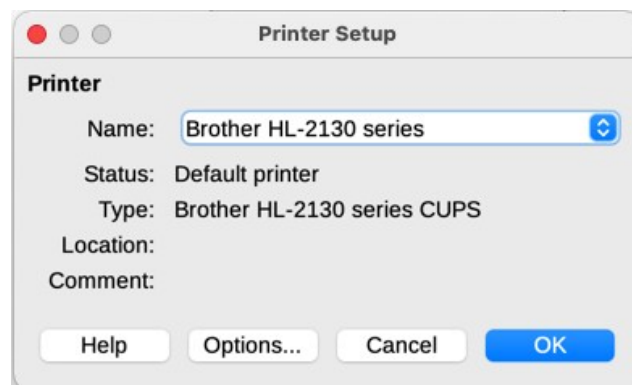 Printer Setup
Printer
Name: Brother HL-2130 series
Status: Default printer
Type: Brother HL-2130 series CUPS
Location:
Comment:
Help Options... Cancel OK